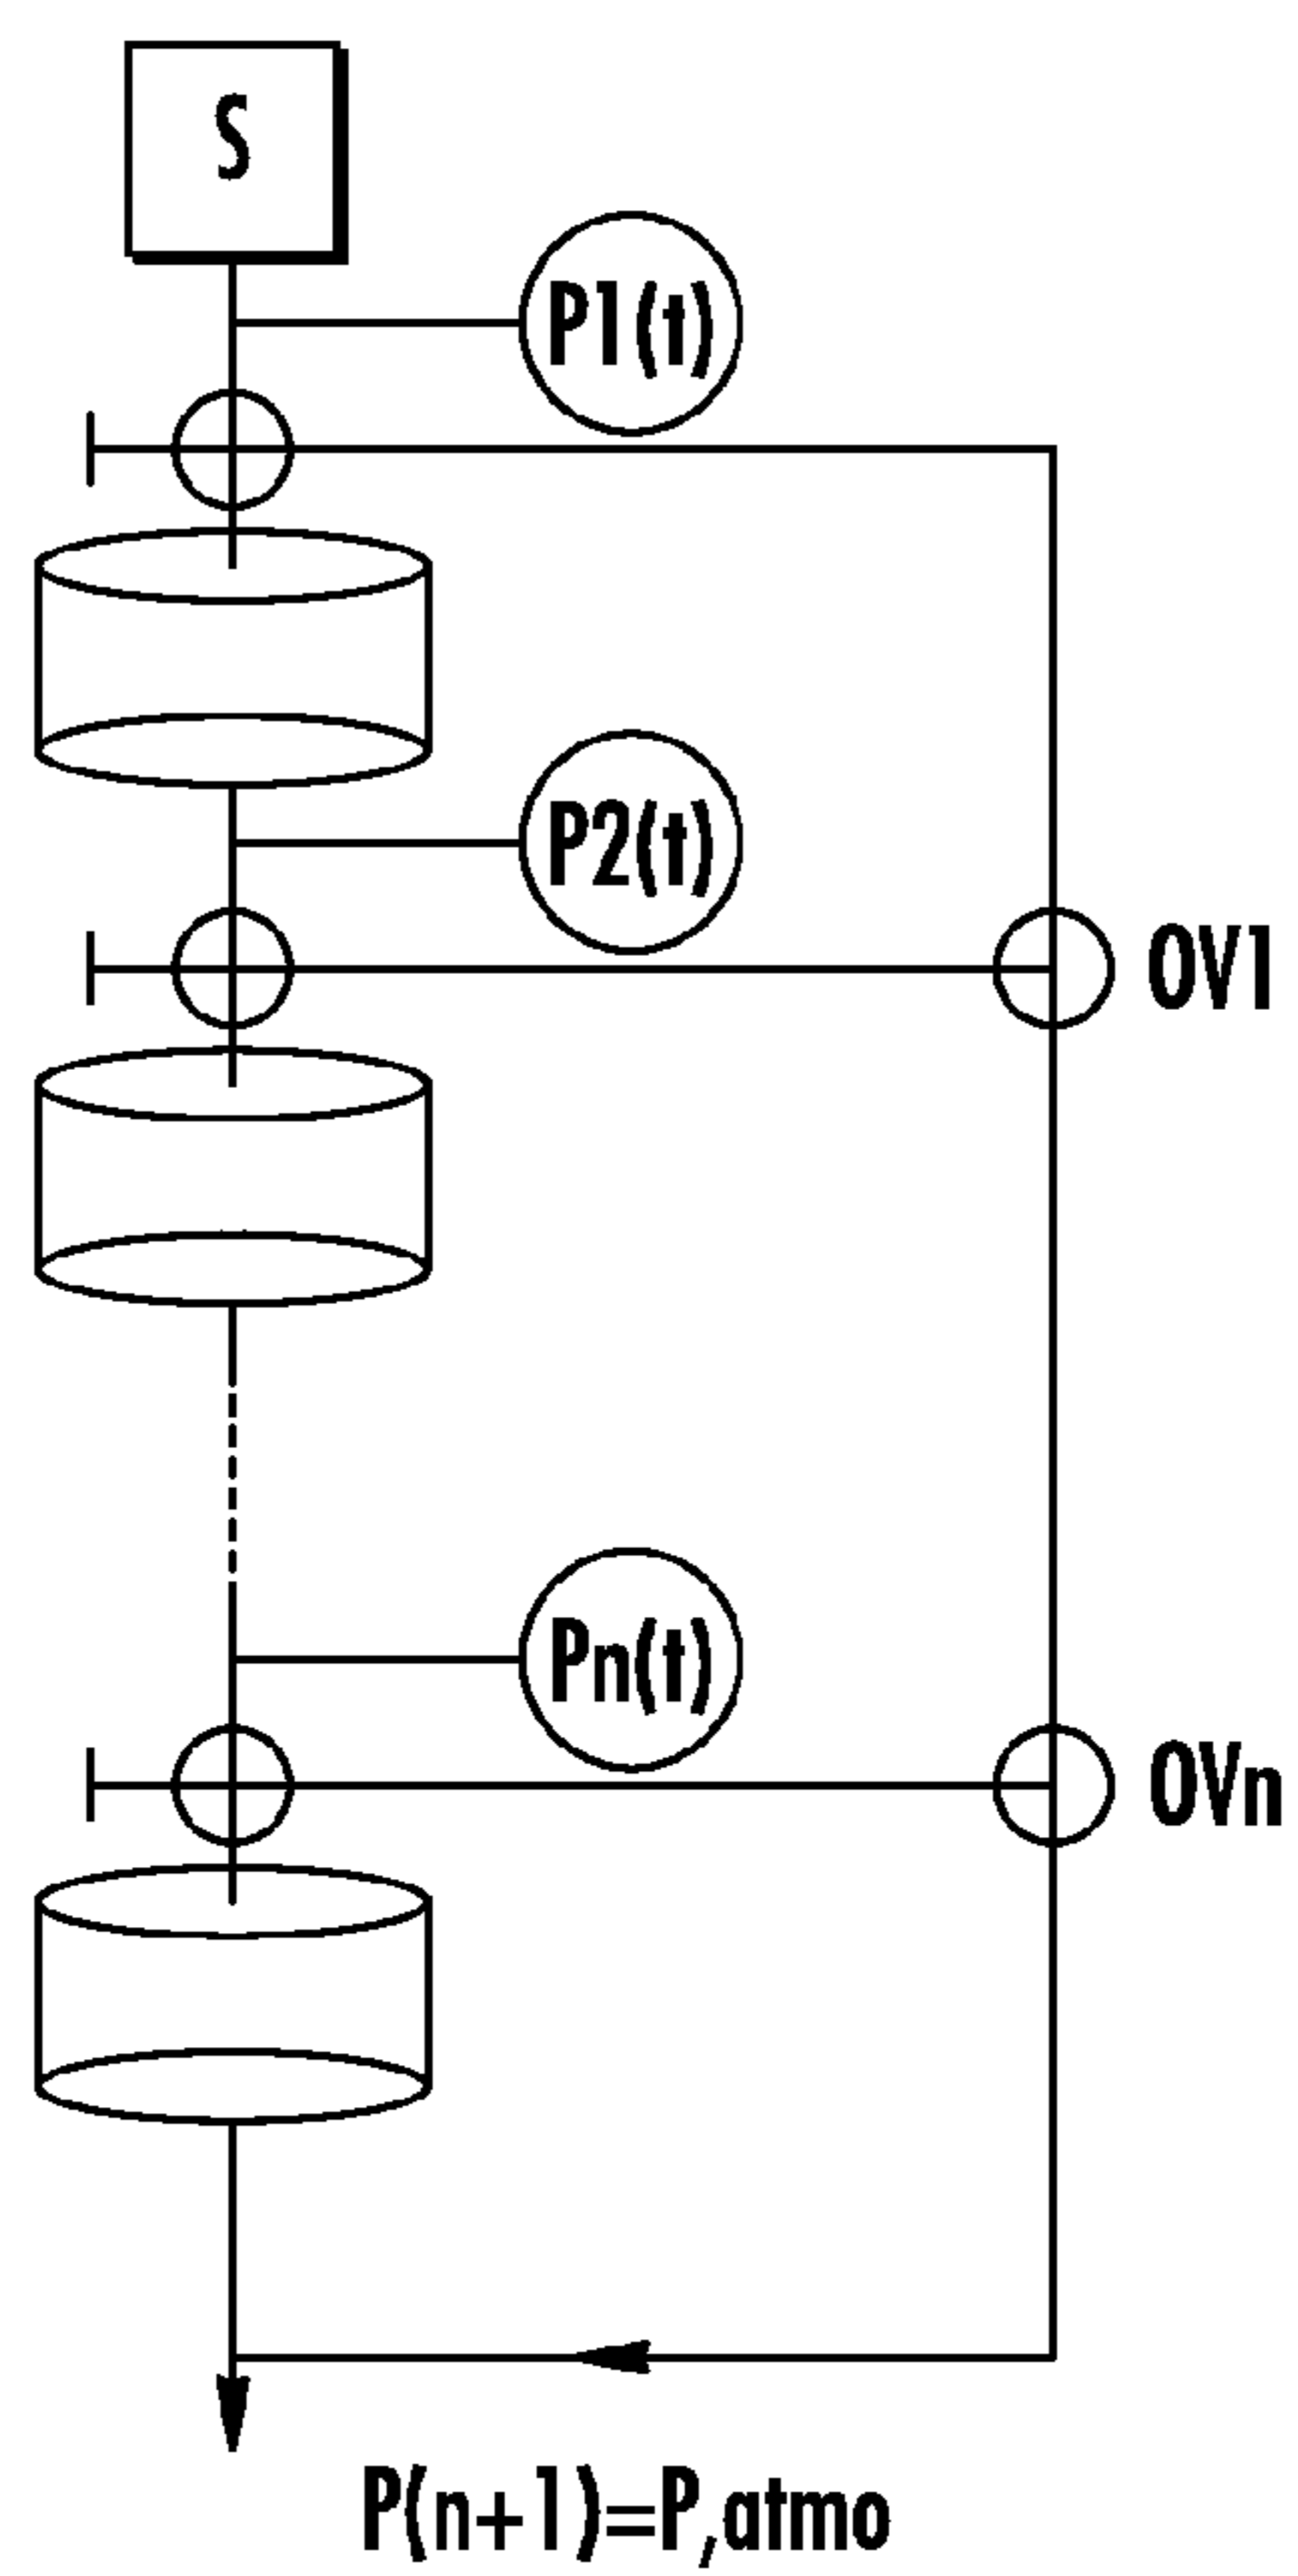 S
P1(t)
P2(t)
OV1
Pn(t)
OVn
P(n+1)=P,atmo